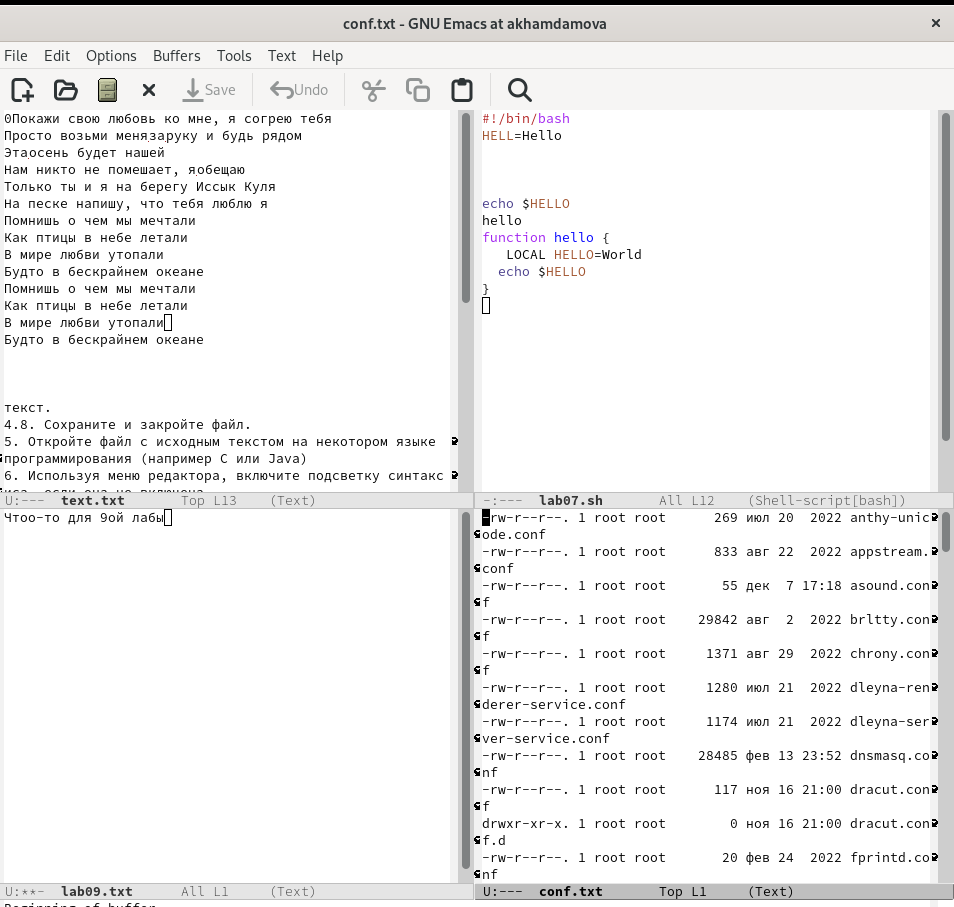 conf.txt - GNU Emacs at akhamdamova
File Edit Options Buffers Tools Text Help
Save Undo
0Покажи свою любовь ко мне, я согрею тебя
Просто возьми менязаруку и будь рядом
Этаосень будет нашей
Нам никто не помешает, яобещаю
Только ты и я на берегу Иссык Куля
На песке напишу, что тебя люблю я
Помнишь о чем мы мечтали
Как птицы в небе летали
В мире любви утопали
Будто в бескрайнем океане
Помнишь о чем мы мечтали
Как птицы в небе летали
В мире любви утопали
Будто в бескрайнем океане
текст.
4.8. Сохраните и закройте файл.
5. Откройте файл с исходным текстом на некотором языке
программирования (например C или Java)
6. Используя меню редактора, включите подсветку синтакс
иса, если она не включена
U:--- text.txt Top L13 (Text)
#!/bin/bash
HELL=Hello
echo $HELLO
hello
function hello {
LOCAL HELLO=World
echo $HELLO
}
-:--- lab07.sh All L12 (Shell-script[bash])
Чтоо-то для 9ой лабы
U:**- lab09.txt All L1 (Text)
-rw-r--r--. 1 root root 269 июл 20 2022 anthy-unic
ode.conf
-rw-r--r--. 1 root root 833 авг 22 2022 appstream.
conf
-rw-r--r--. 1 root root 55 дек 7 17:18 asound.con
f
-rw-r--r--. 1 root root 29842 авг 2 2022 brltty.con
f
-rw-r--r--. 1 root root 1371 авг 29 2022 chrony.con
f
-rw-r--r--. 1 root root 1280 июл 21 2022 dleyna-ren
derer-service.conf
-rw-r--r--. 1 root root 1174 июл 21 2022 dleyna-ser
ver-service.conf
-rw-r--r--. 1 root root 28485 фев 13 23:52 dnsmasq.co
nf
-rw-r--r--. 1 root root 117 ноя 16 21:00 dracut.con
f
drwxr-xr-x. 1 root root 0 ноя 16 21:00 dracut.con
f.d
-rw-r--r--. 1 root root 20 фев 24 2022 fprintd.co
nf
U:--- conf.txt Top L1 (Text)
Beginning of buffer